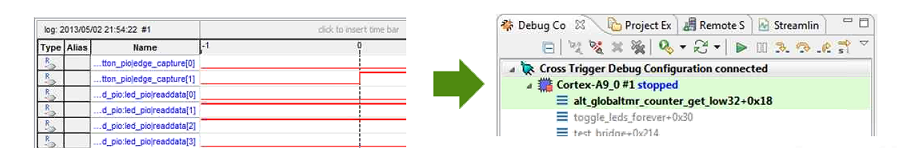 log: 2013/05/02 21:54:22 #1
click to insert time bar
Type Alias Name -1 0
R ...tton_pio|edge_capture[0]
R ...tton_pio|edge_capture[1]
R ...d_pio:led_pio|readdata[0]
R ...d_pio:led_pio|readdata[1]
R ...d_pio:led_pio|readdata[2]
R ...d_pio:led_pio|readdata[3]
Debug Co Project Ex Remote S Streamlin
Cross Trigger Debug Configuration connected
Cortex-A9_0 #1 stopped
alt_globaltmr_counter_get_low32+0x18
toggle_leds_forever+0x30
test_bridge+0x214